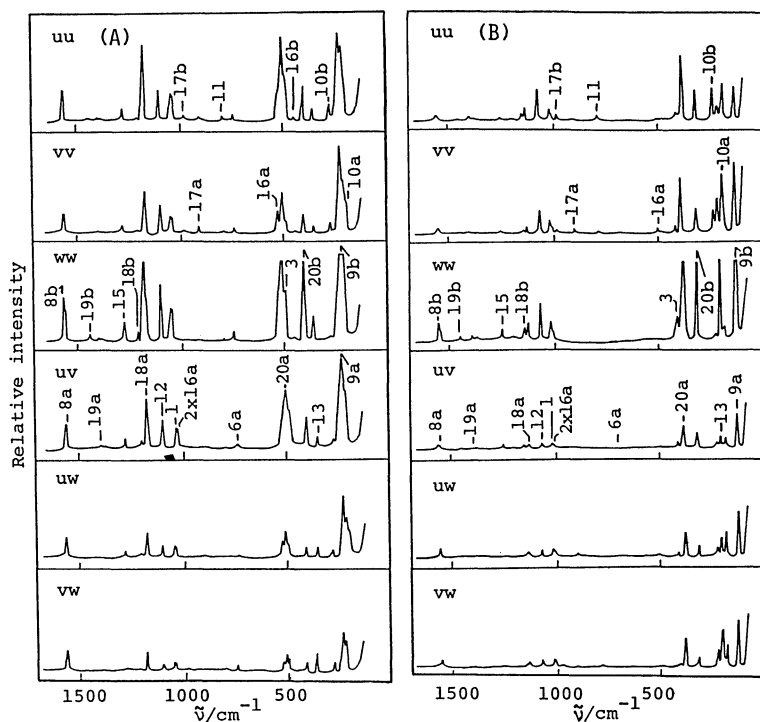 Relative intensity
uu (A)
17b
11
16b
10b
vv
17a
16a
10a
ww
8b
19b
15
18b
3
20b
9b
uv
8a
19a
18a
12
1
2x16a
6a
20a
13
9a
uw
vw
1500 1000 500
ṽ/cm⁻¹
uu (B)
17b
11
10b
vv
17a
16a
10a
ww
8b
19b
15
18b
3
20b
9b
uv
8a
19a
18a
12
1
2x16a
6a
20a
13
9a
uw
vw
1500 1000 500
ṽ/cm⁻¹